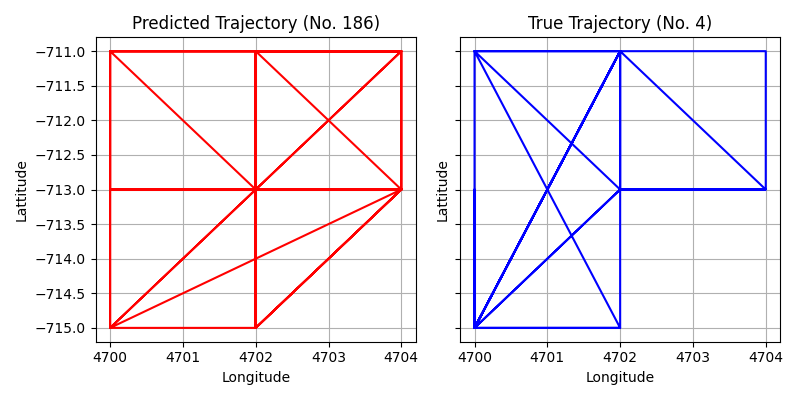 Predicted Trajectory (No. 186)
True Trajectory (No. 4)
−711.0
−711.5
−712.0
−712.5
−713.0
−713.5
−714.0
−714.5
−715.0
Lattitude
Lattitude
4700 4701 4702 4703 4704
4700 4701 4702 4703 4704
Longitude
Longitude